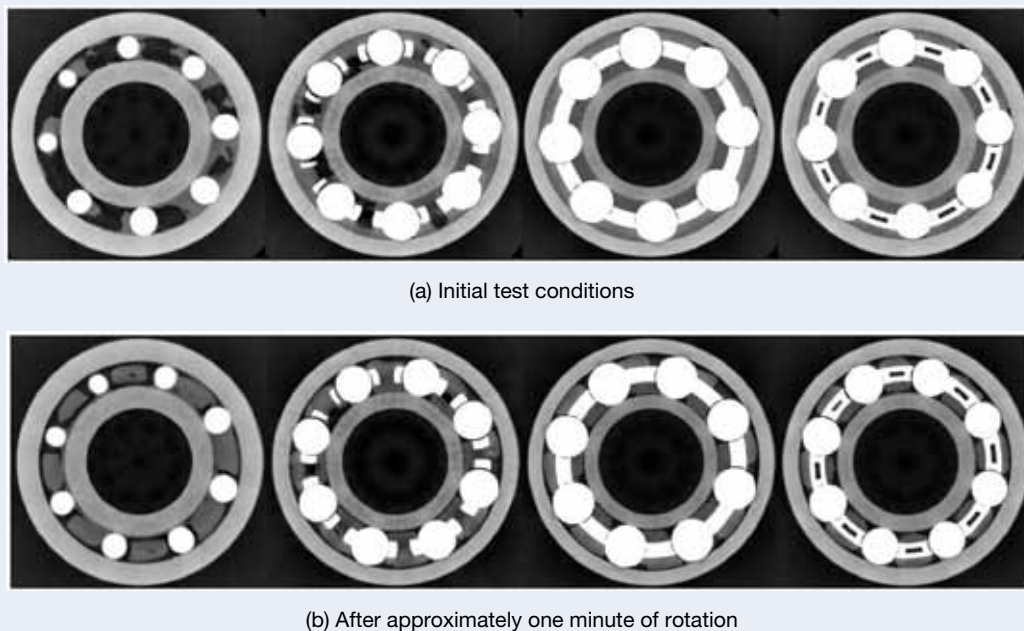 (a) Initial test conditions
(b) After approximately one minute of rotation